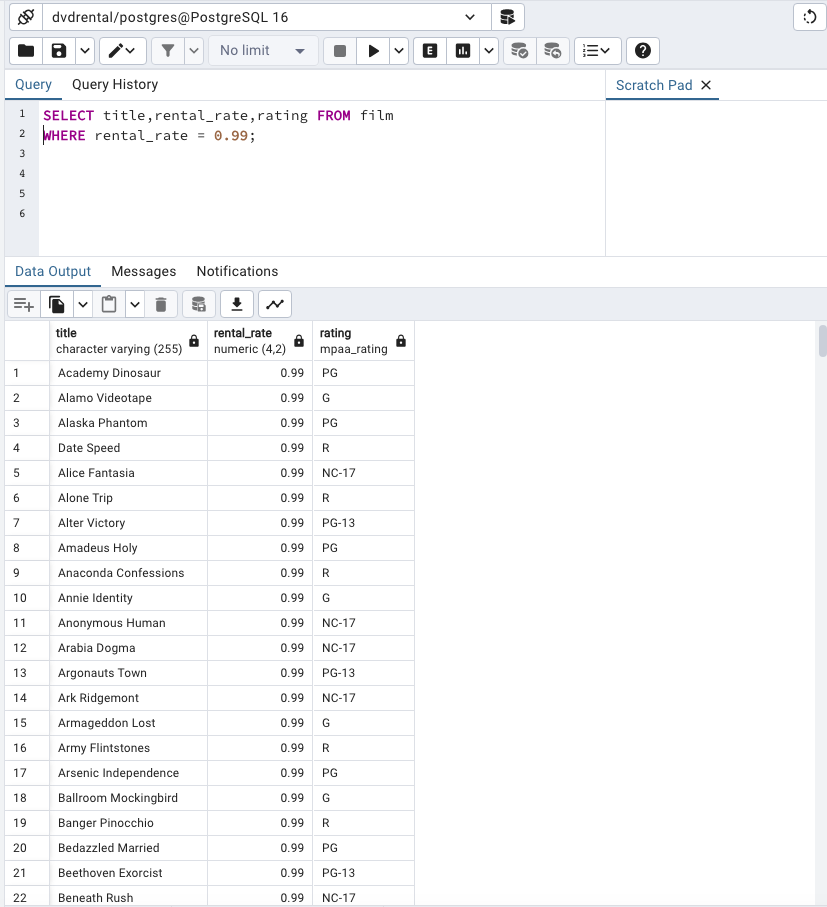 dvdrental/postgres@PostgreSQL 16
No limit
E
Query Query History
Scratch Pad
1 SELECT title,rental_rate,rating FROM film
2 WHERE rental_rate = 0.99;
3
4
5
6
Data Output Messages Notifications
title rental_rate rating
character varying (255) numeric (4,2) mpaa_rating
1 Academy Dinosaur 0.99 PG
2 Alamo Videotape 0.99 G
3 Alaska Phantom 0.99 PG
4 Date Speed 0.99 R
5 Alice Fantasia 0.99 NC-17
6 Alone Trip 0.99 R
7 Alter Victory 0.99 PG-13
8 Amadeus Holy 0.99 PG
9 Anaconda Confessions 0.99 R
10 Annie Identity 0.99 G
11 Anonymous Human 0.99 NC-17
12 Arabia Dogma 0.99 NC-17
13 Argonauts Town 0.99 PG-13
14 Ark Ridgemont 0.99 NC-17
15 Armageddon Lost 0.99 G
16 Army Flintstones 0.99 R
17 Arsenic Independence 0.99 PG
18 Ballroom Mockingbird 0.99 G
19 Banger Pinocchio 0.99 R
20 Bedazzled Married 0.99 PG
21 Beethoven Exorcist 0.99 PG-13
22 Beneath Rush 0.99 NC-17